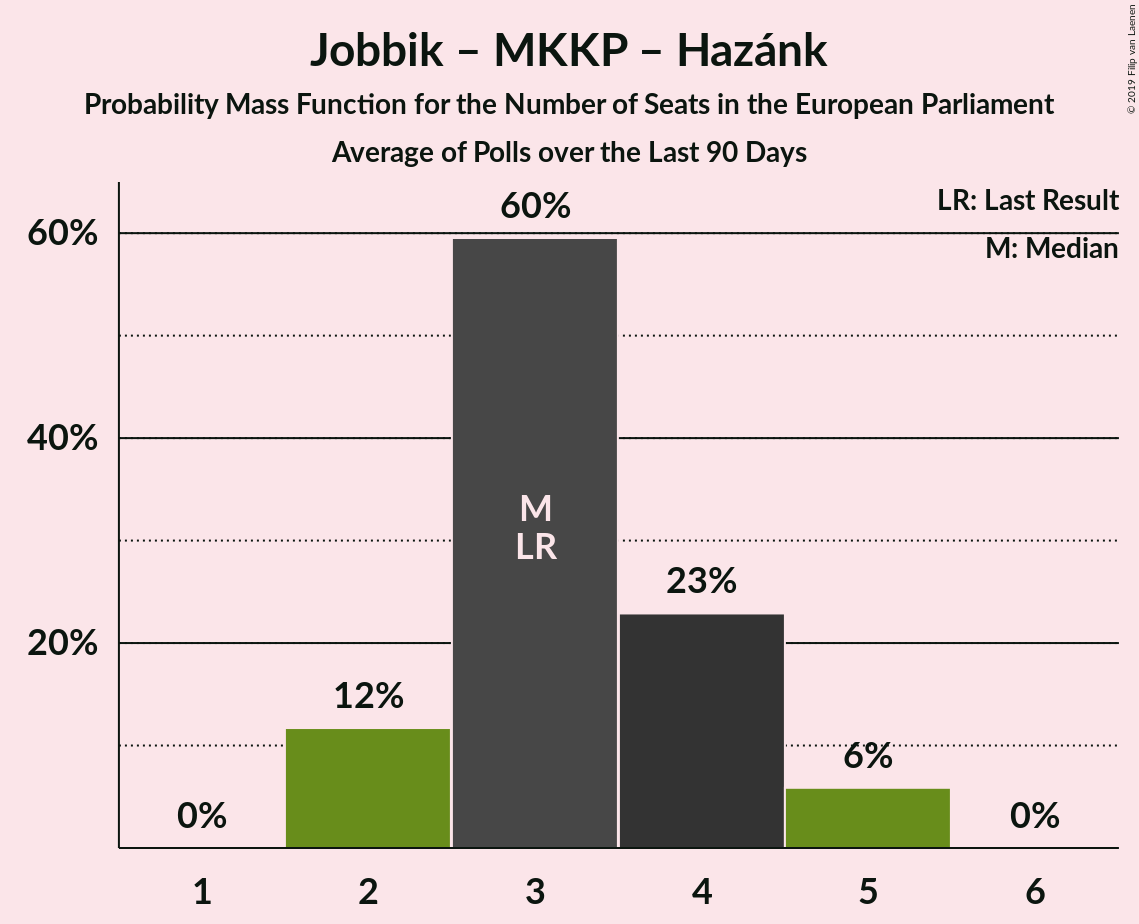 Jobbik – MKKP – Hazánk
Probability Mass Function for the Number of Seats in the European Parliament
Average of Polls over the Last 90 Days
© 2019 Filip van Laenen
LR: Last Result
M: Median
60%
40%
20%
0%
12%
60%
M
LR
23%
6%
0%
1
2
3
4
5
6